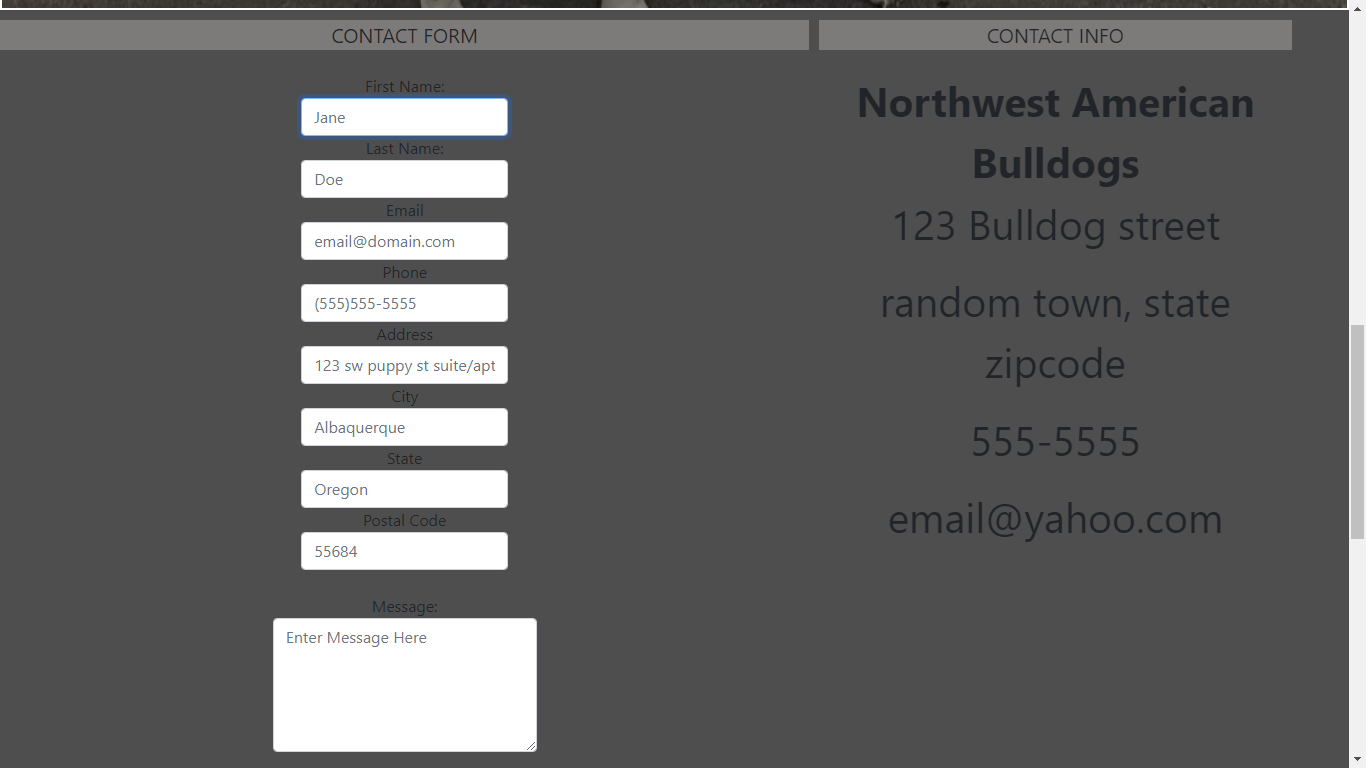 CONTACT FORM
First Name:
Jane
Last Name:
Doe
Email
email@domain.com
Phone
(555)555-5555
Address
123 sw puppy st suite/apt
City
Albaquerque
State
Oregon
Postal Code
55684
Message:
Enter Message Here
CONTACT INFO
Northwest American
Bulldogs
123 Bulldog street
random town, state
zipcode
555-5555
email@yahoo.com